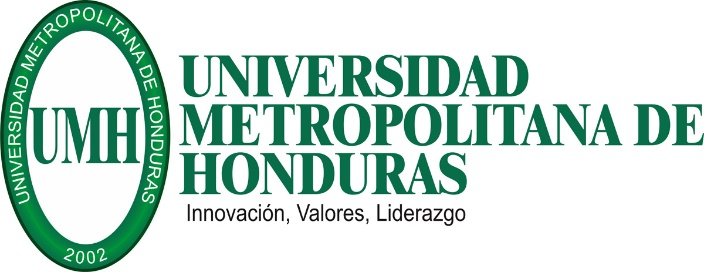 UNIVERSIDAD METROPOLITANA DE HONDURAS
UMH
2002
UNIVERSIDAD
METROPOLITANA DE
HONDURAS
Innovación, Valores, Liderazgo